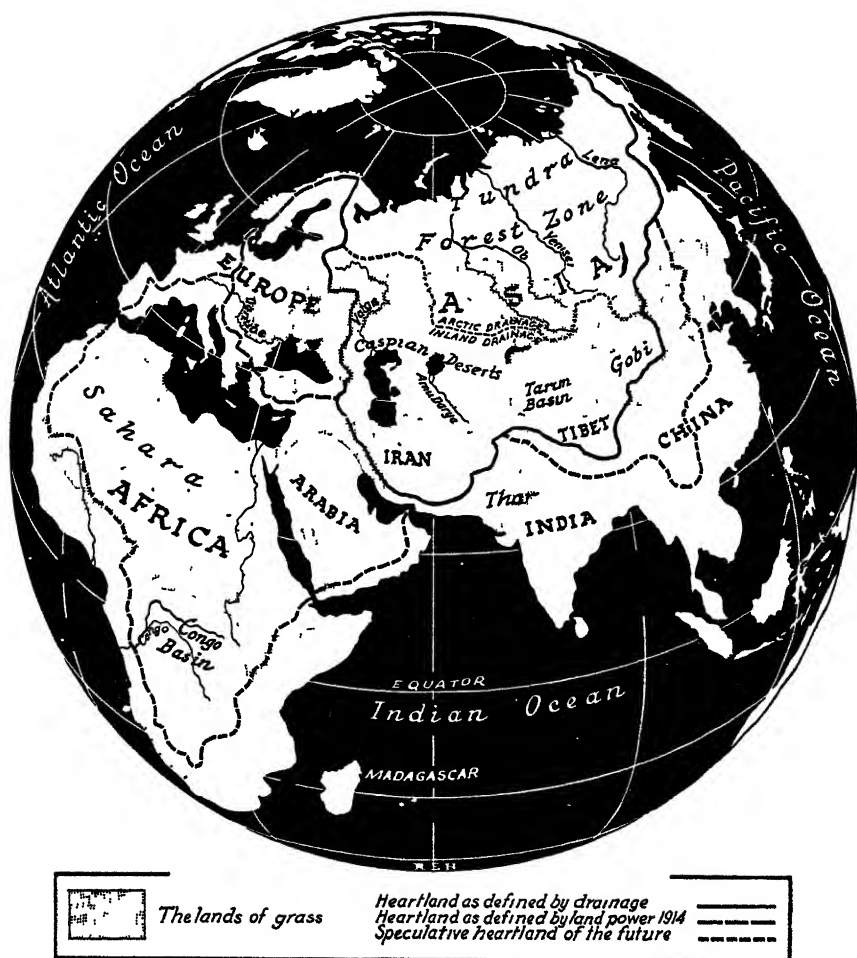 Atlantic Ocean
Pacific Ocean
Tundra
Lena
Forest Zone
Yenisei
Ob
EUROPE
Danube
Volga
ASIA
ARCTIC DRAINAGE
INLAND DRAINAGE
Caspian Deserts
Gobi
Amu Darya
Tarim
Basin
TIBET
CHINA
IRAN
Sahara
AFRICA
ARABIA
Thar
INDIA
Congo
Congo
Basin
EQUATOR
Indian Ocean
MADAGASCAR
R E H
The lands of grass
Heartland as defined by drainage
Heartland as defined by land power 1914
Speculative heartland of the future